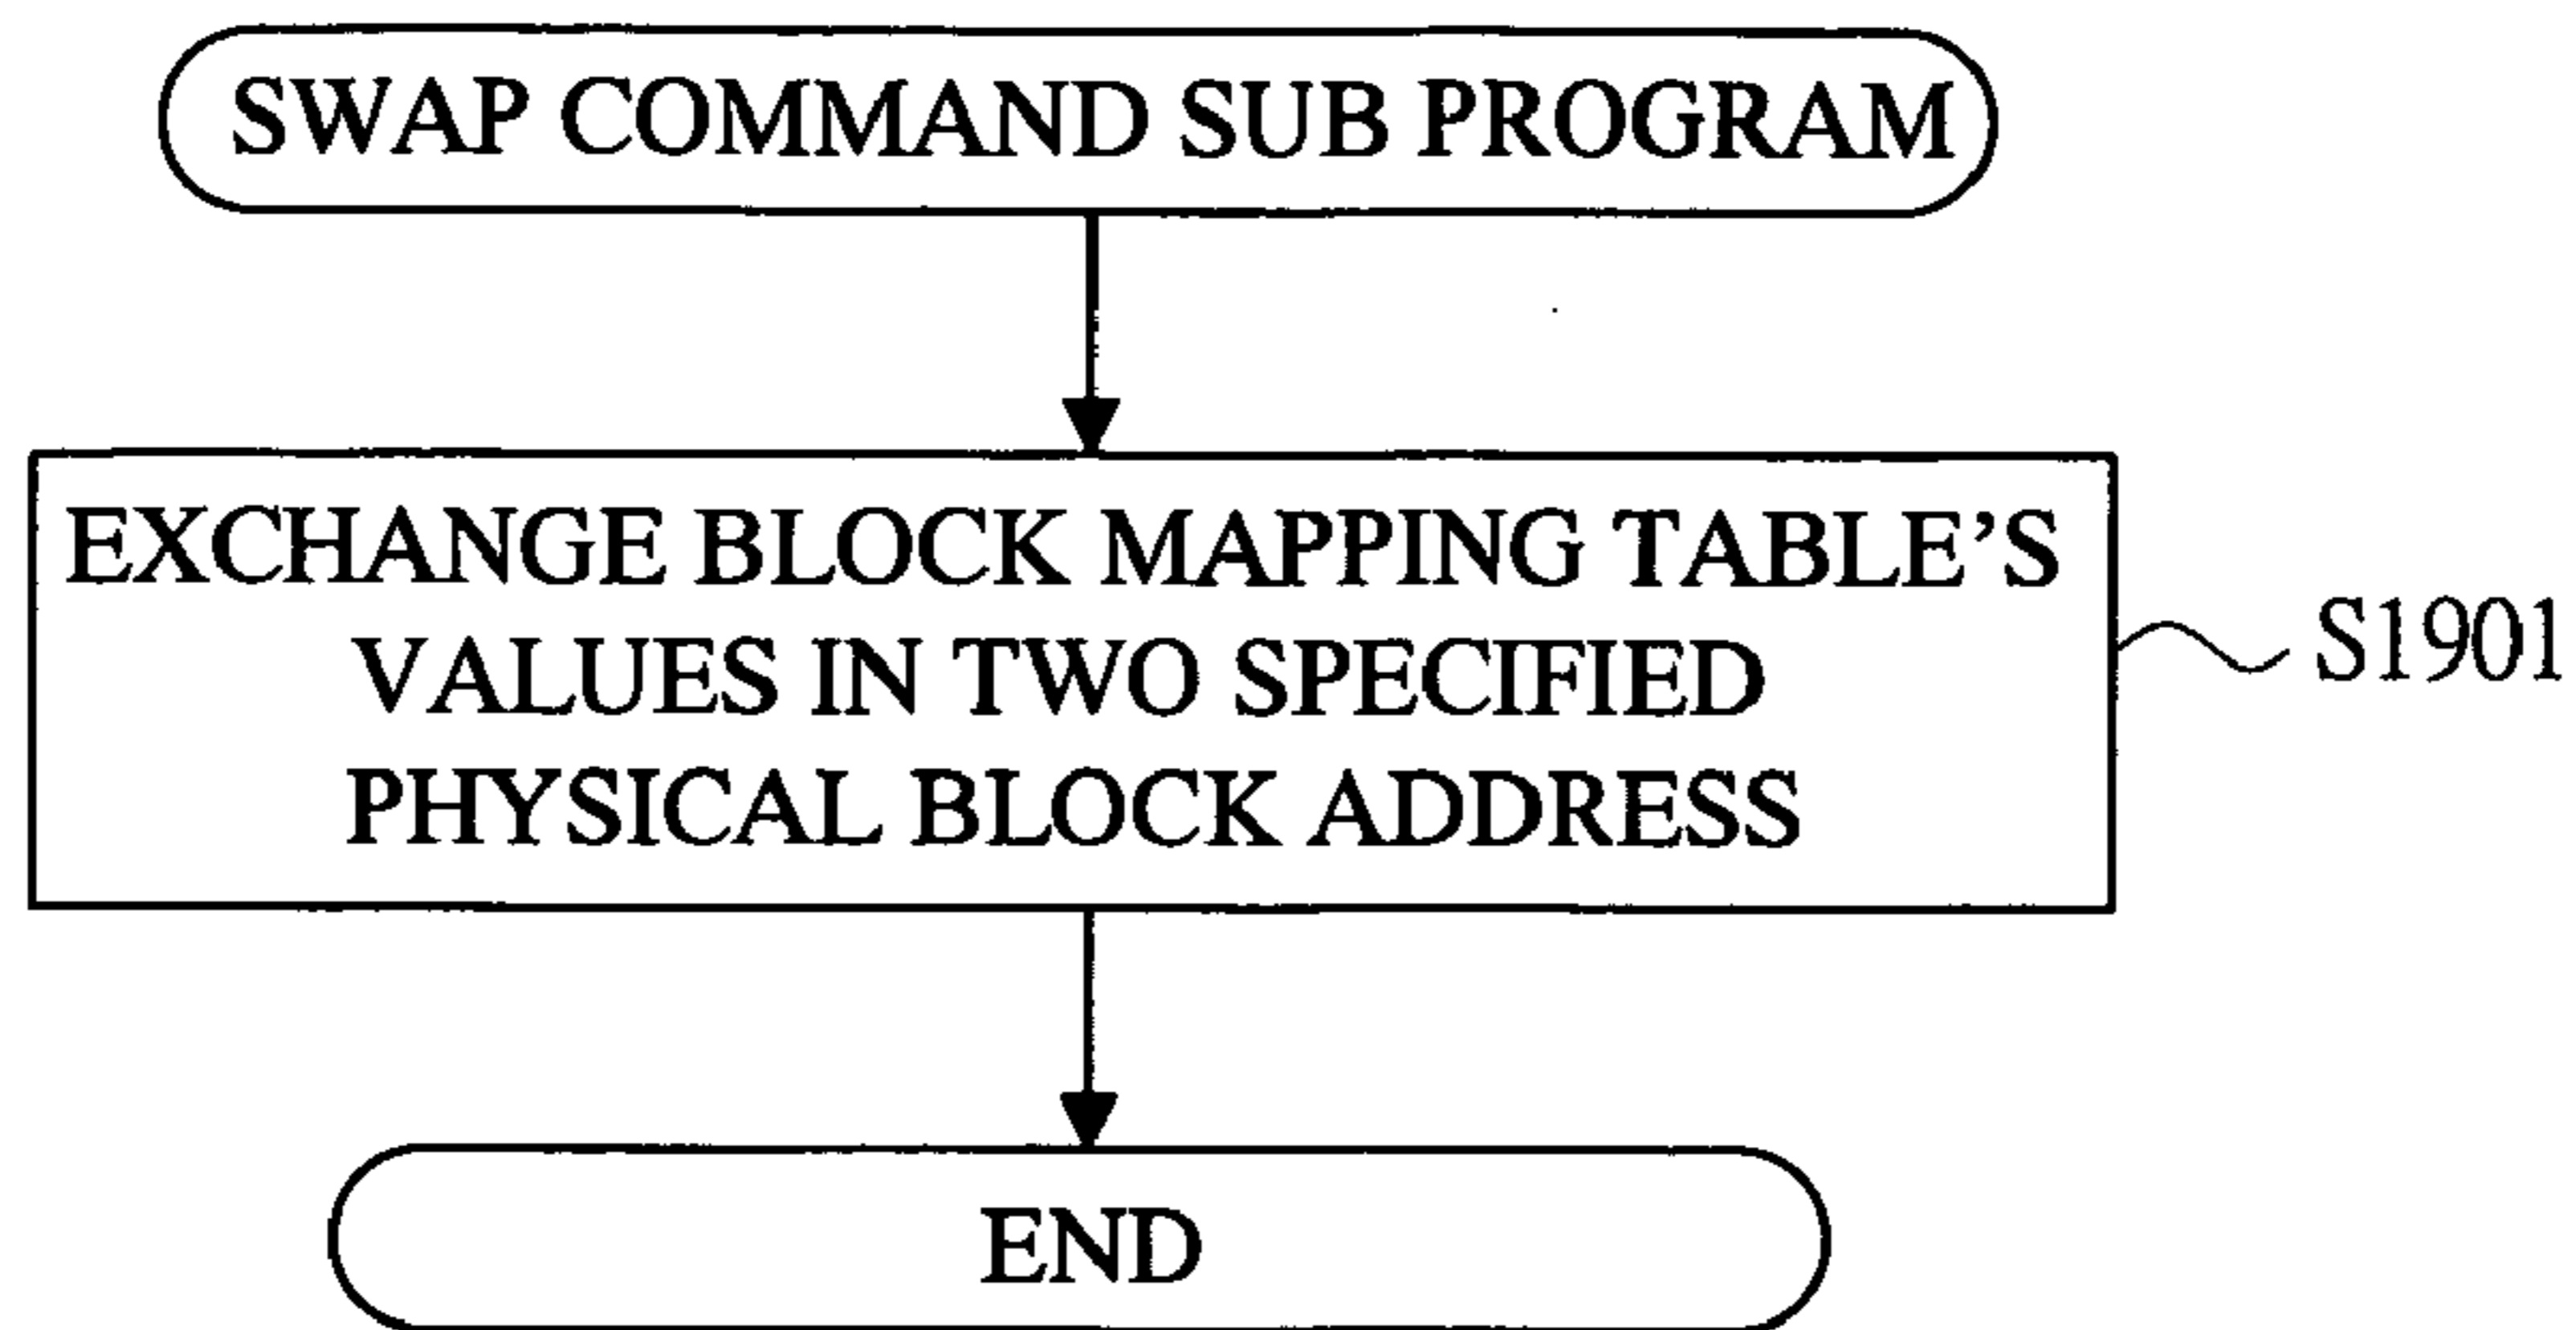 SWAP COMMAND SUB PROGRAM
EXCHANGE BLOCK MAPPING TABLE’S
VALUES IN TWO SPECIFIED
PHYSICAL BLOCK ADDRESS
S1901
END